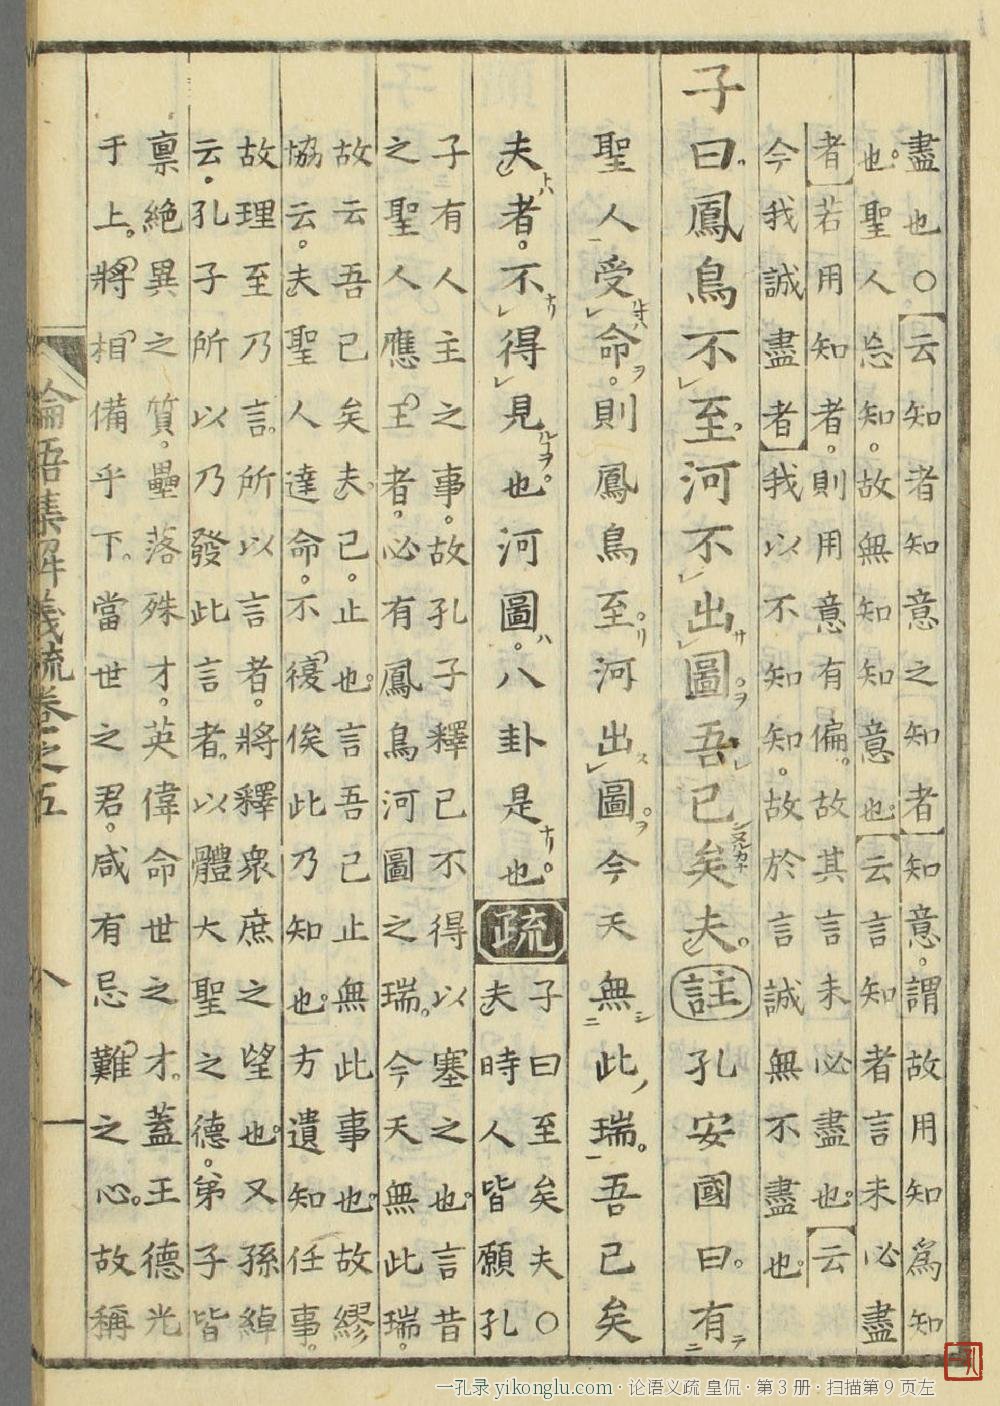 盡也○云知者知意之知者知意。謂故用知為知
也。聖人忘知。故無知知意也。云言知者言未必盡
者若用知者。則用意有偏。故其言未必盡也。云
今我誠盡者我以不知知。故於言誠無不盡也。
子曰。鳳鳥不至。河不出圖。吾已矣夫。註孔安國曰。有
聖人受命。則鳳鳥至。河出圖。今天無此瑞。吾已矣
夫者。不得見也。河圖。八卦是也。疏
子曰至矣夫○
夫時人皆願孔
子有人主之事。故孔子釋已不得以塞之也。言昔
之聖人應王者。必有鳳鳥河圖之瑞。今天無此瑞。
故云吾已矣夫。已。止也。言吾已止無此事也。故繆
協云。夫聖人達命。不復俟此乃知也。方遺知任事。
故理至乃言。所以言者。將釋衆庶之望也。又孫綽
云。孔子所以乃發此言者。以體大聖之德。弟子皆
禀絕異之質。壘落殊才。英偉命世之才。蓋王德光
于上。將相備乎下。當世之君。咸有忌難之心。故稱
論語集解義疏卷之五
八
一孔录 yikonglu.com · 论语义疏 皇侃 · 第 3 册 · 扫描第 9 页左